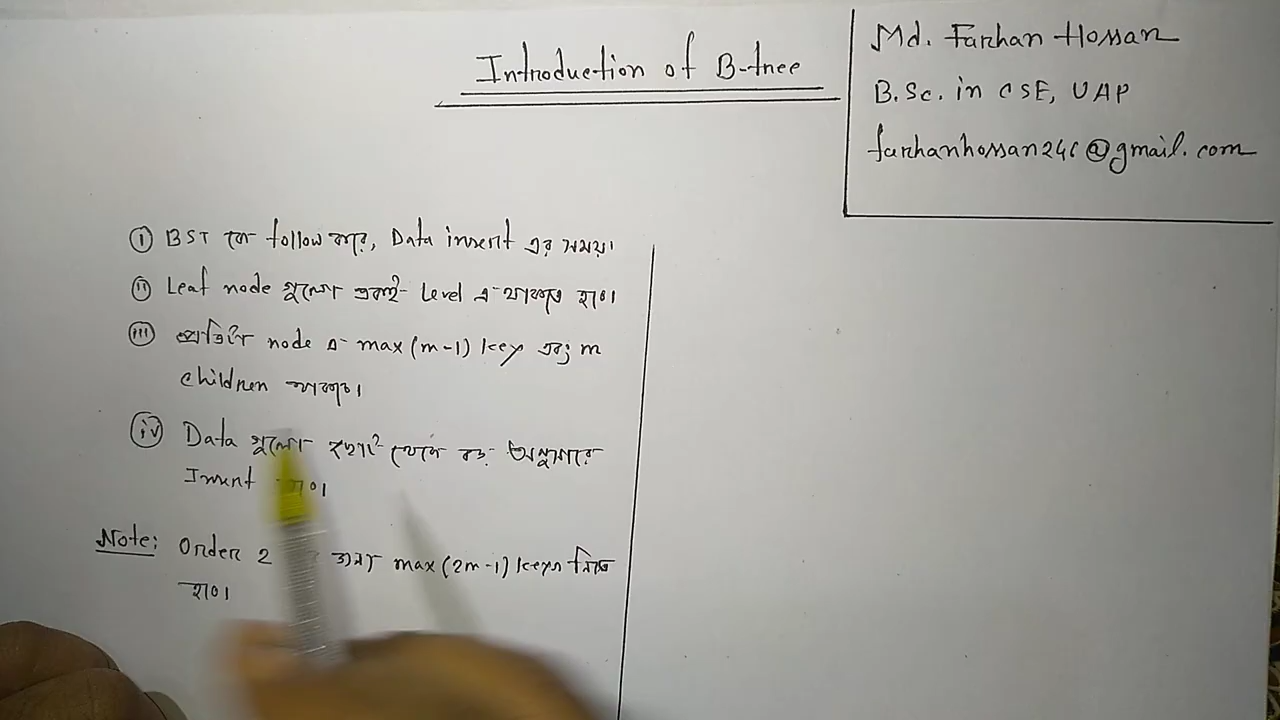 Introduction of B-tree
Md. Farhan Hossan
B.Sc. in CSE, UAP
farhanhossan246@gmail.com
i BST কে follow করে, Data insert এর সময়।
ii Leaf node গুলো একই level এ থাকতে হবে।
iii প্রতিটি node এ max (m-1) key এবং m
children থাকবে।
iv Data গুলো ছোট থেকে বড় অনুসারে
Insert হবে।
Note: Order 2 জন্য max (2m-1) keys নিতে
হবে।